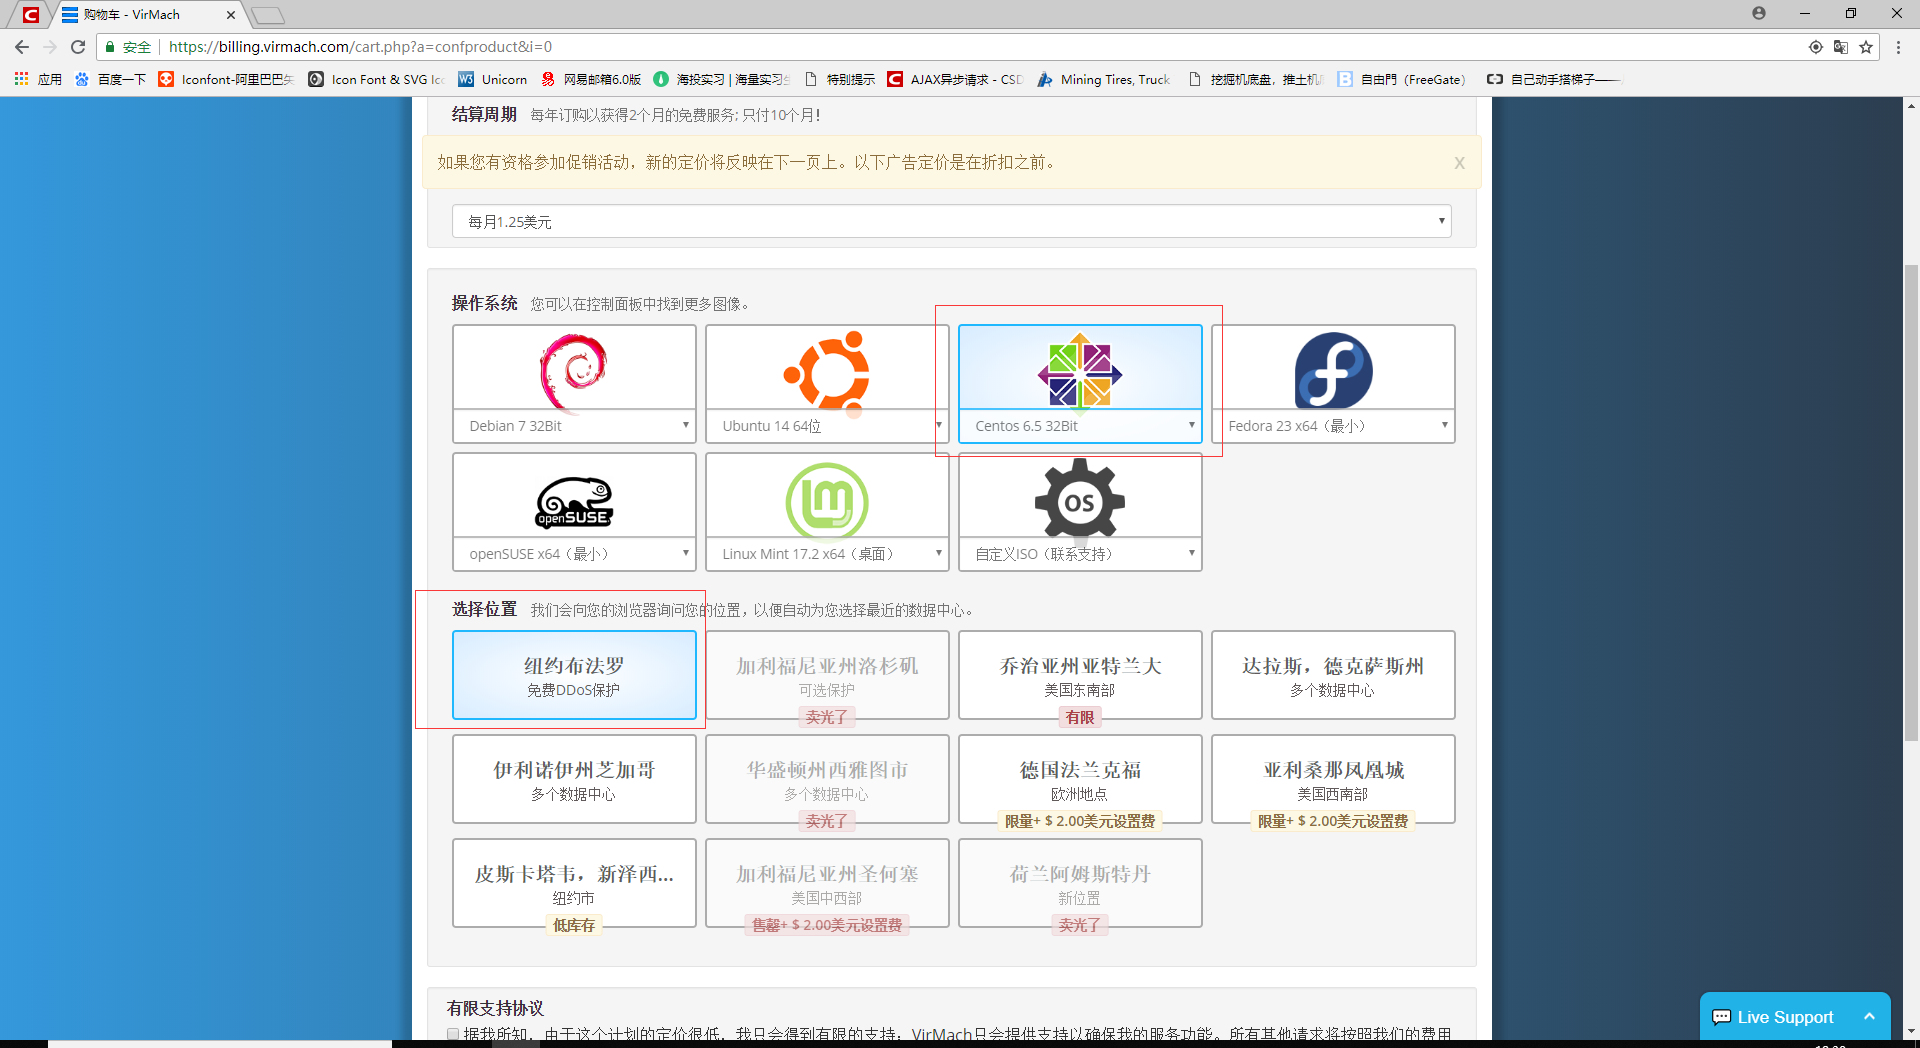 购物车 - VirMach
安全 https://billing.virmach.com/cart.php?a=confproduct&i=0
应用 百度一下 Iconfont-阿里巴巴矢 Icon Font & SVG Ic Unicorn 网易邮箱6.0版 海投实习 | 海量实习生 特别提示 AJAX异步请求 - CSD Mining Tires, Truck 挖掘机底盘，推土机 自由門（FreeGate） 自己动手搭梯子——
结算周期 每年订购以获得2个月的免费服务; 只付10个月!
如果您有资格参加促销活动，新的定价将反映在下一页上。以下广告定价是在折扣之前。 X
每月1.25美元
操作系统 您可以在控制面板中找到更多图像。
Debian 7 32Bit Ubuntu 14 64位 Centos 6.5 32Bit Fedora 23 x64（最小）
openSUSE OS
openSUSE x64（最小） Linux Mint 17.2 x64（桌面） 自定义ISO（联系支持）
选择位置 我们会向您的浏览器询问您的位置，以便自动为您选择最近的数据中心。
纽约布法罗 加利福尼亚州洛杉矶 乔治亚州亚特兰大 达拉斯，德克萨斯州
免费DDoS保护 可选保护 美国东南部 多个数据中心
卖光了 有限
伊利诺伊州芝加哥 华盛顿州西雅图市 德国法兰克福 亚利桑那凤凰城
多个数据中心 多个数据中心 欧洲地点 美国西南部
卖光了 限量+ $ 2.00美元设置费 限量+ $ 2.00美元设置费
皮斯卡塔韦，新泽西... 加利福尼亚州圣何塞 荷兰阿姆斯特丹
纽约市 美国中西部 新位置
低库存 售罄+ $ 2.00美元设置费 卖光了
有限支持协议
据我所知，由于这个计划的定价很低，我只会得到有限的支持；VirMach只会提供支持以确保我的服务功能。所有其他请求将按照我们的费用
Live Support